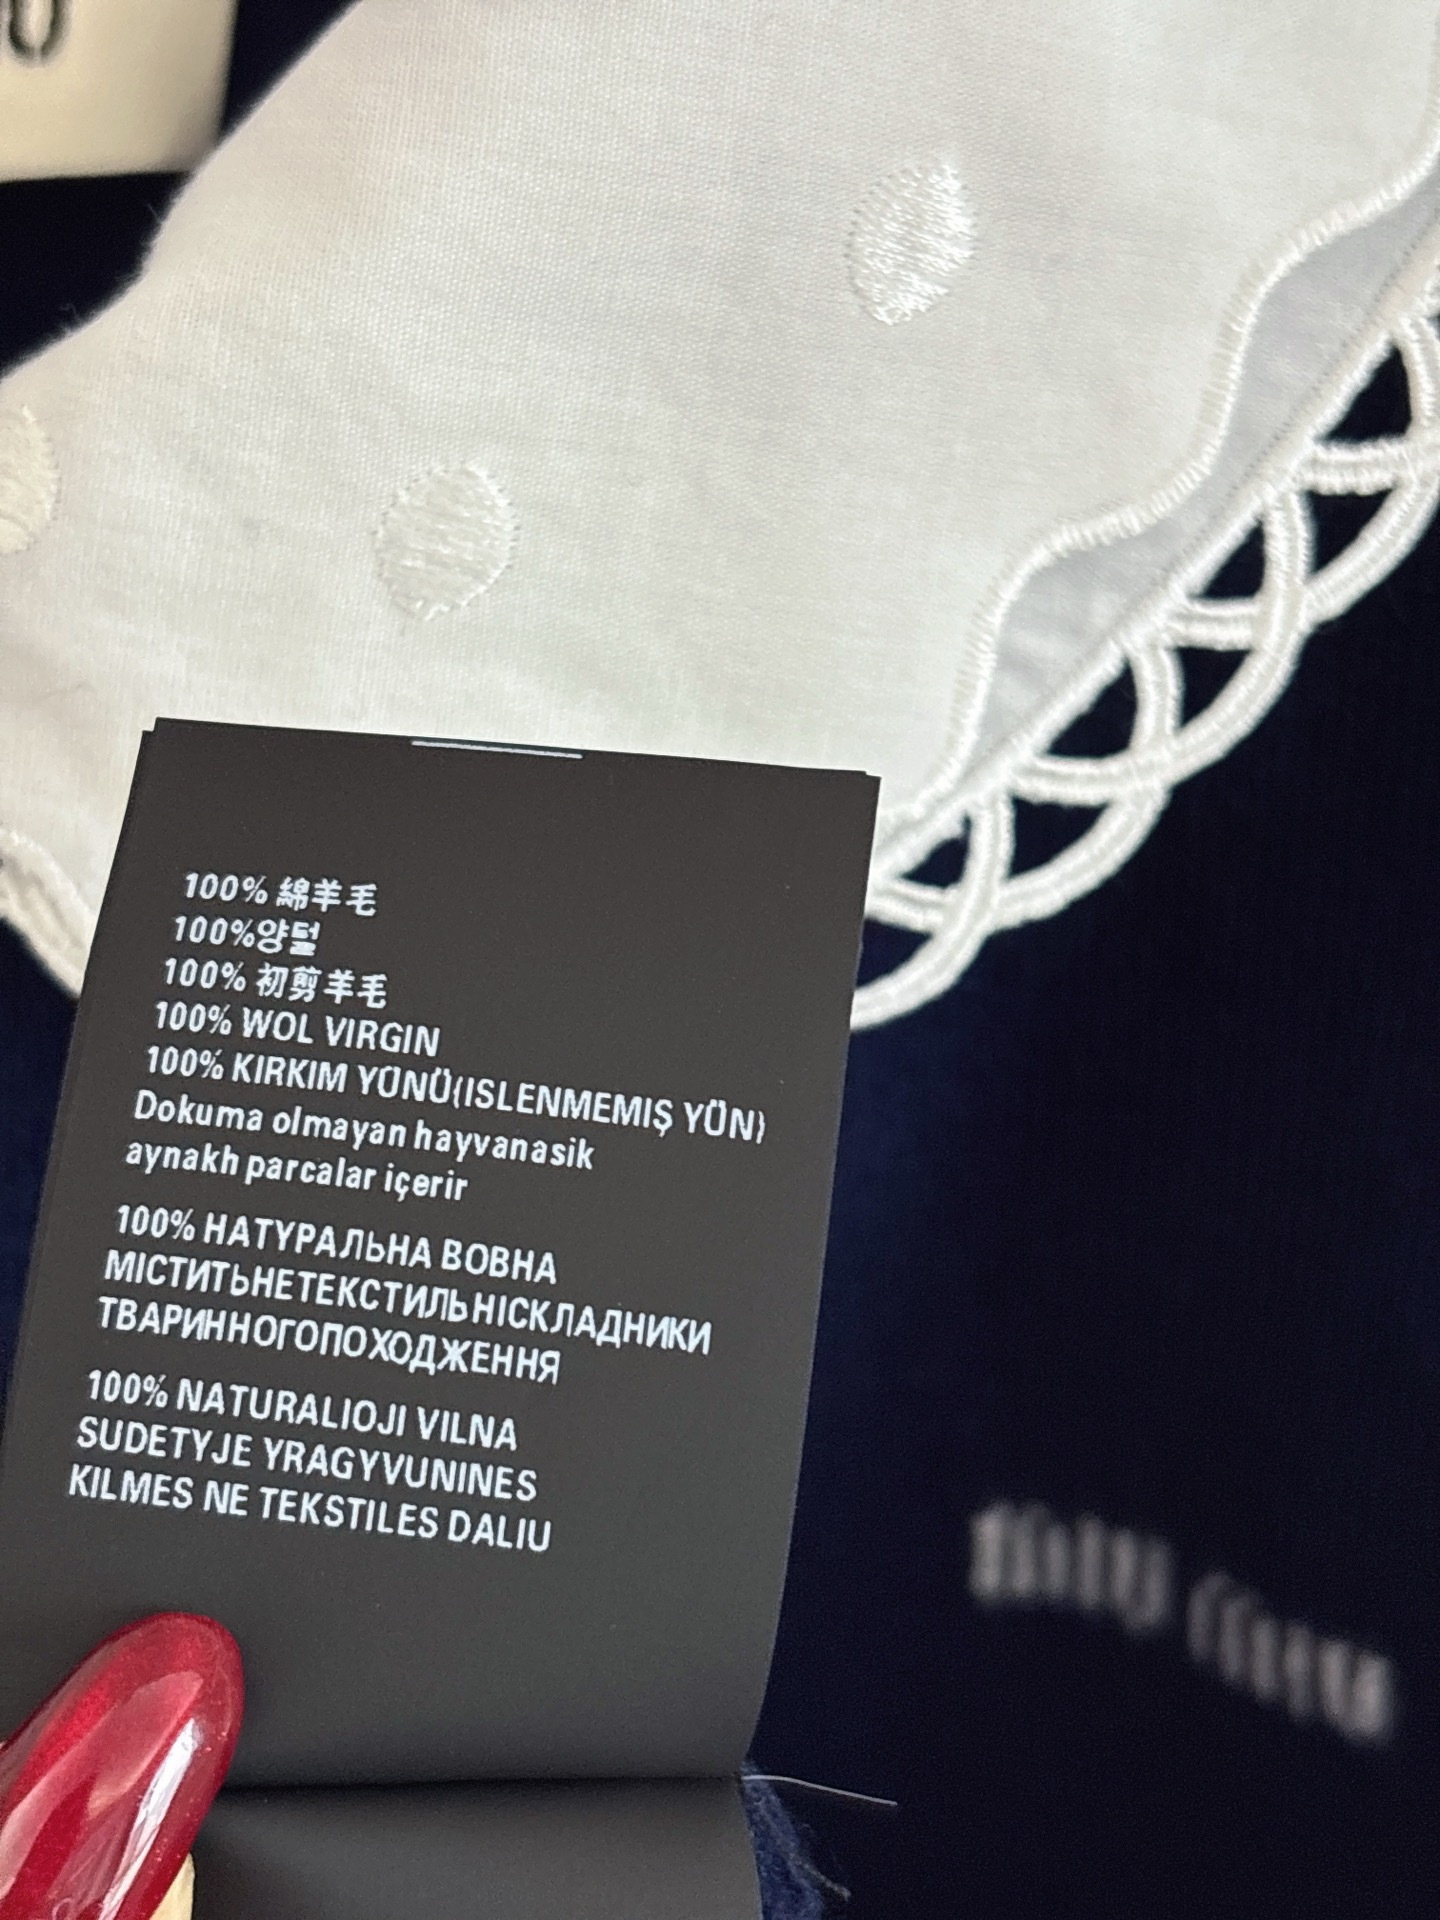 100% 綿羊毛
100%양털
100% 初剪羊毛
100% WOL VIRGIN
100% KIRKIM YÜNÜ(ISLENMEMIŞ YÜN)
Dokuma olmayan hayvanasik
aynakh parcalar içerir
100% НАТУРАЛЬНА ВОВНА
МІСТИТЬНЕТЕКСТИЛЬНІСКЛАДНИКИ
ТВАРИННОГОПОХОДЖЕННЯ
100% NATURALIOJI VILNA
SUDETYJE YRAGYVUNINES
KILMES NE TEKSTILES DALIU